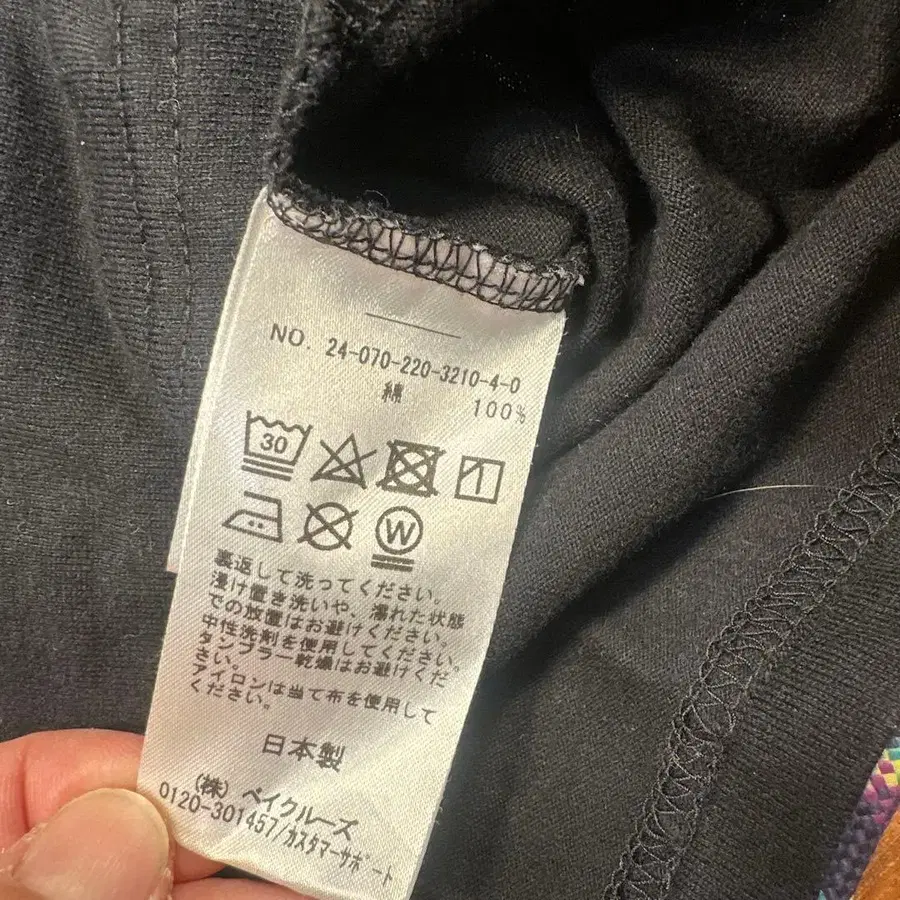 NO. 24-070-220-3210-4-0
綿 100%
30
W
裏返して洗ってください。
浸け置き洗いや、濡れた状態
での放置はお避けください。
中性洗剤を使用してください。
タンブラー乾燥はお避けくだ
さい。
アイロンは当て布を使用して
ください。
日本製
(株) ベイクルーズ
0120-301457/カスタマーサポート